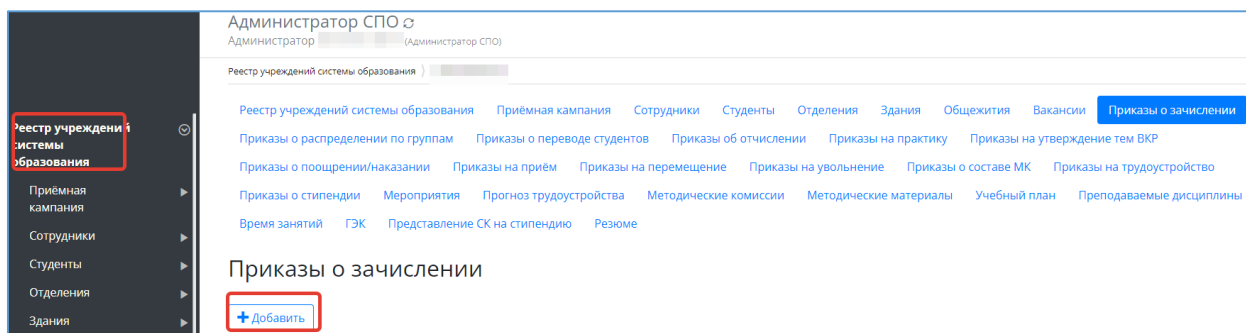 Администратор СПО
Администратор (Администратор СПО)
Реестр учреждений системы образования
Реестр учреждений
системы
образования
Приёмная
кампания
Сотрудники
Студенты
Отделения
Здания
Реестр учреждений системы образования Приёмная кампания Сотрудники Студенты Отделения Здания Общежития Вакансии Приказы о зачислении
Приказы о распределении по группам Приказы о переводе студентов Приказы об отчислении Приказы на практику Приказы на утверждение тем ВКР
Приказы о поощрении/наказании Приказы на приём Приказы на перемещение Приказы на увольнение Приказы о составе МК Приказы на трудоустройство
Приказы о стипендии Мероприятия Прогноз трудоустройства Методические комиссии Методические материалы Учебный план Преподаваемые дисциплины
Время занятий ГЭК Представление СК на стипендию Резюме
Приказы о зачислении
+ Добавить